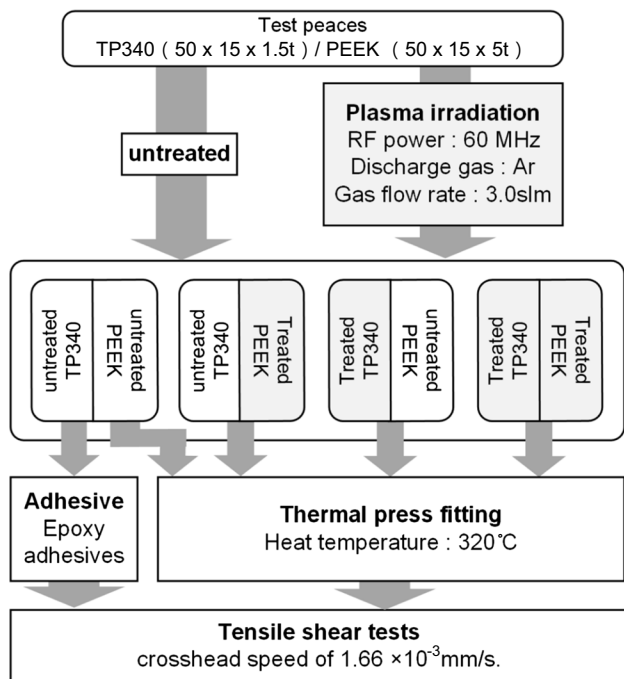 Test peaces
TP340 ( 50 x 15 x 1.5t ) / PEEK ( 50 x 15 x 5t )
untreated
Plasma irradiation
RF power : 60 MHz
Discharge gas : Ar
Gas flow rate : 3.0slm
untreated
TP340
untreated
PEEK
untreated
TP340
Treated
PEEK
Treated
TP340
untreated
PEEK
Treated
TP340
Treated
PEEK
Adhesive
Epoxy
adhesives
Thermal press fitting
Heat temperature : 320℃
Tensile shear tests
crosshead speed of 1.66 ×10⁻³mm/s.